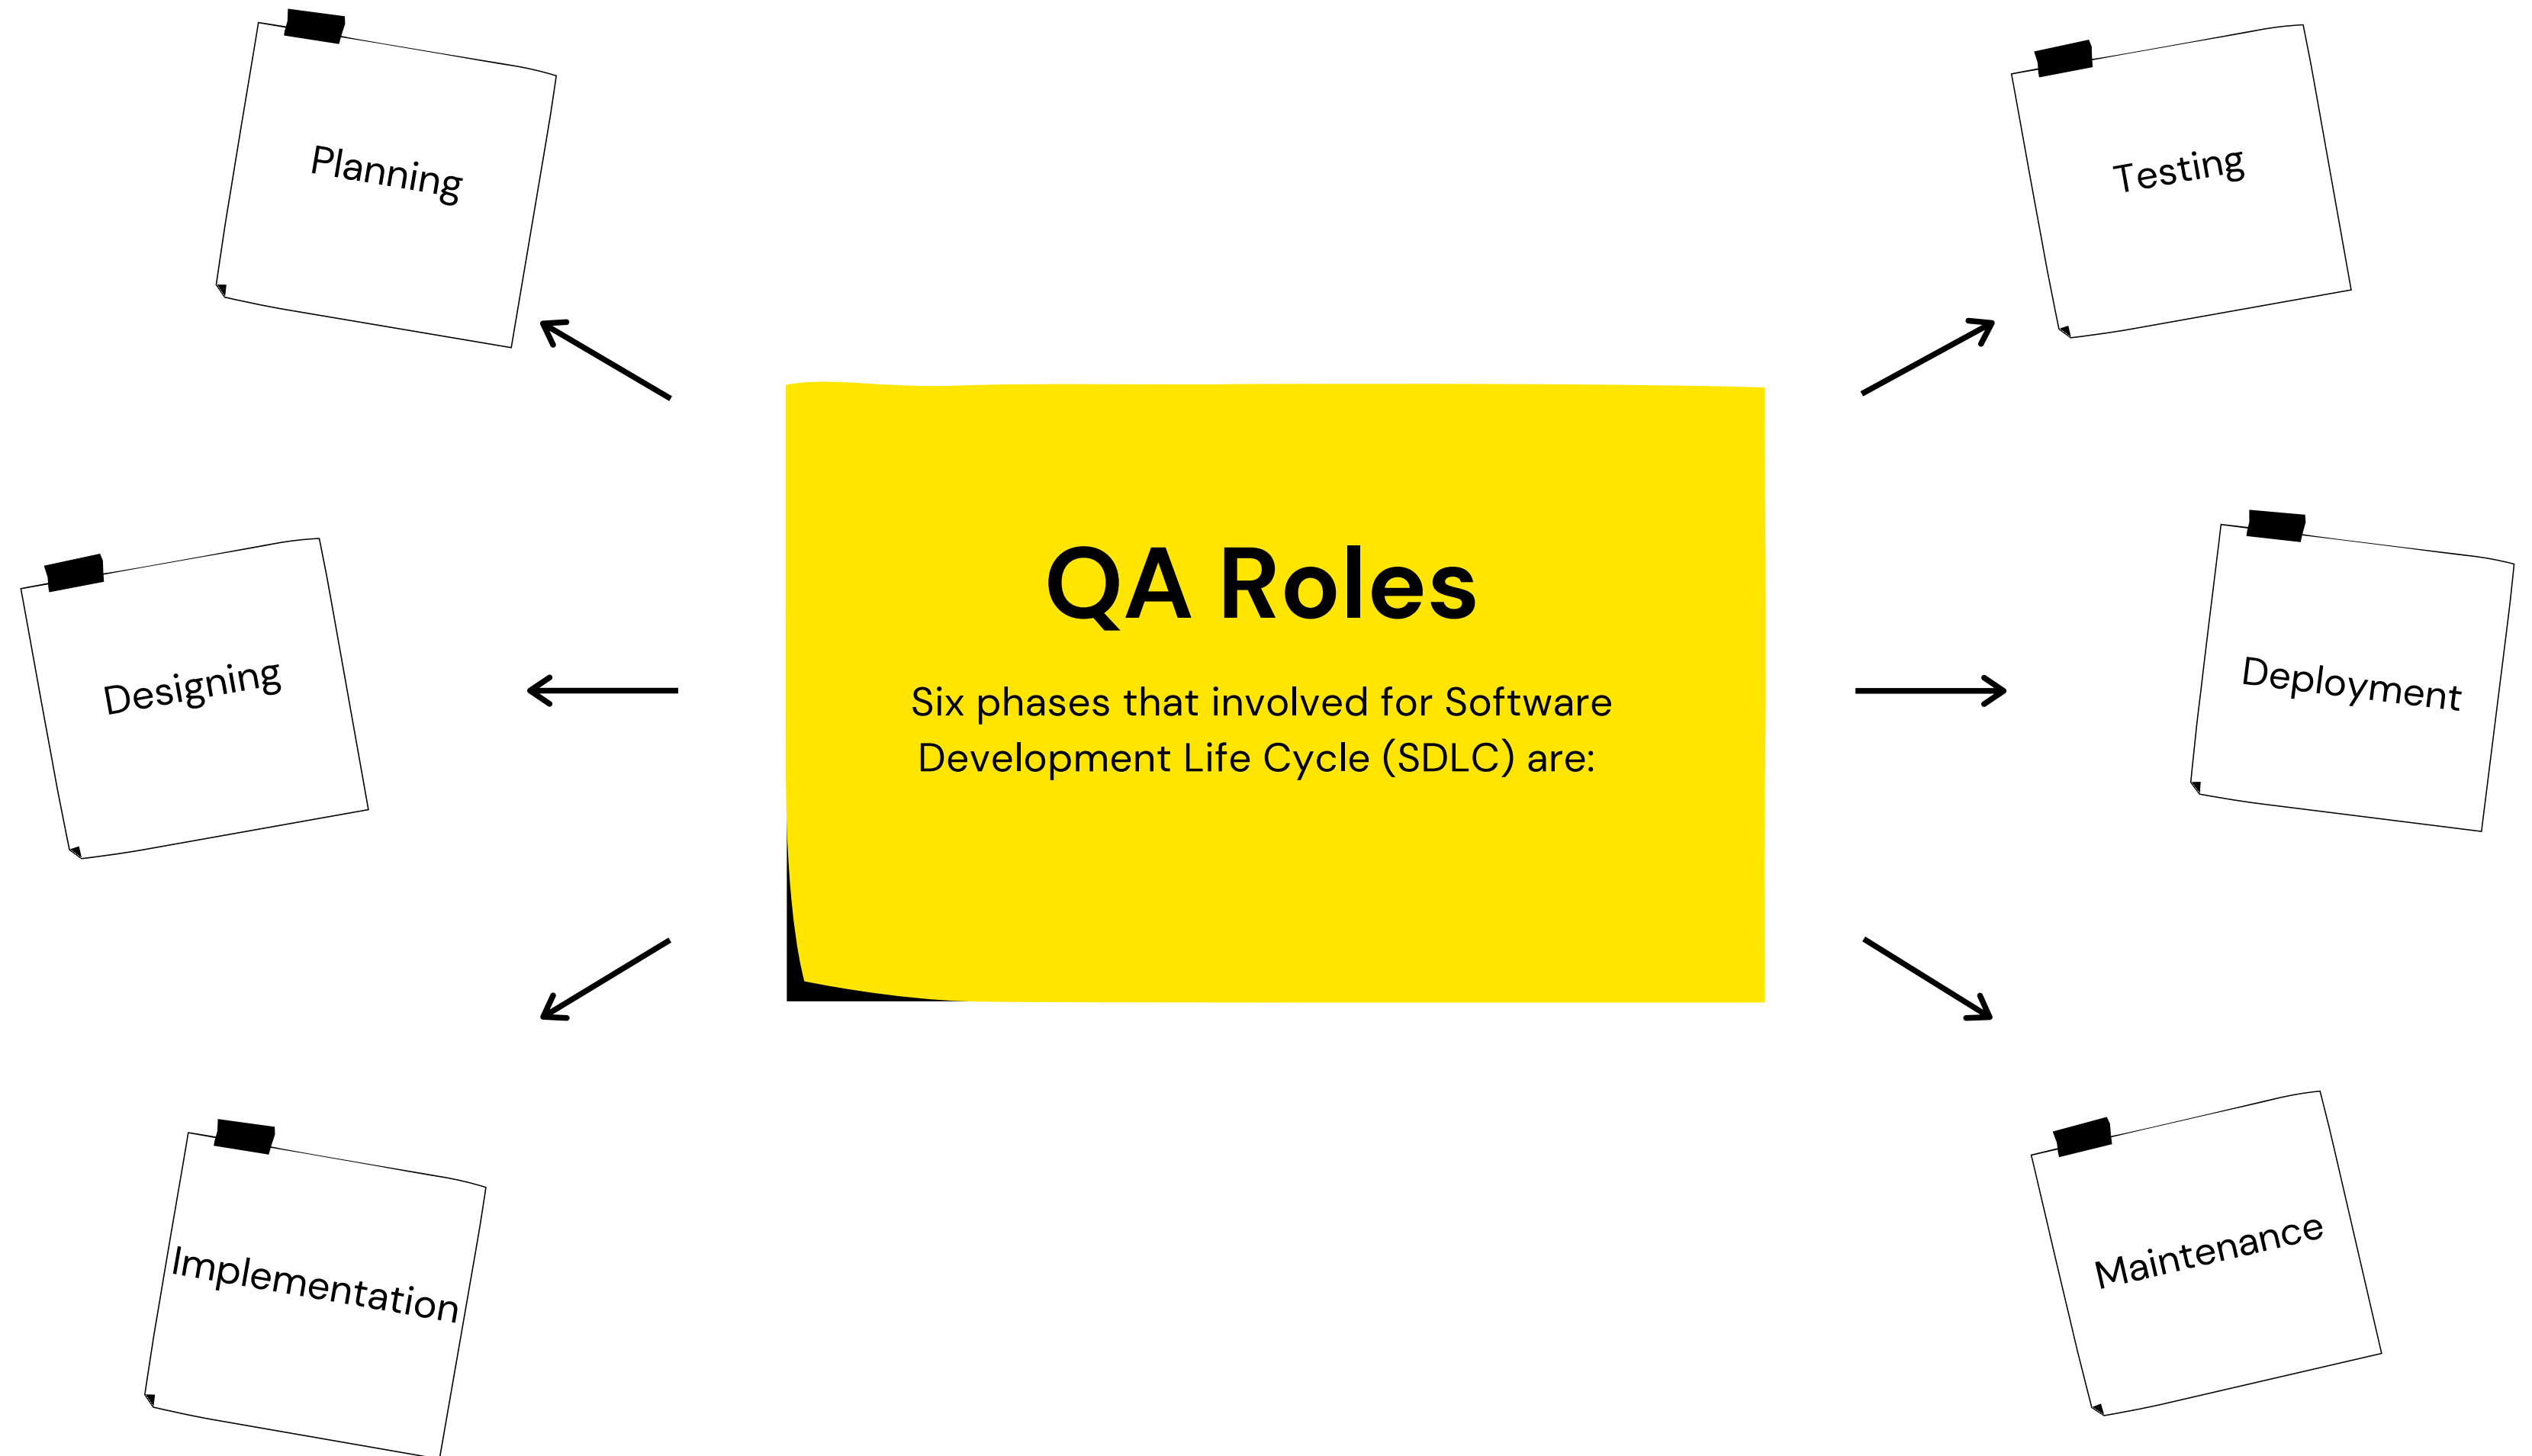 Planning
Testing
QA Roles
Six phases that involved for Software
Development Life Cycle (SDLC) are:
Designing
Deployment
Implementation
Maintenance